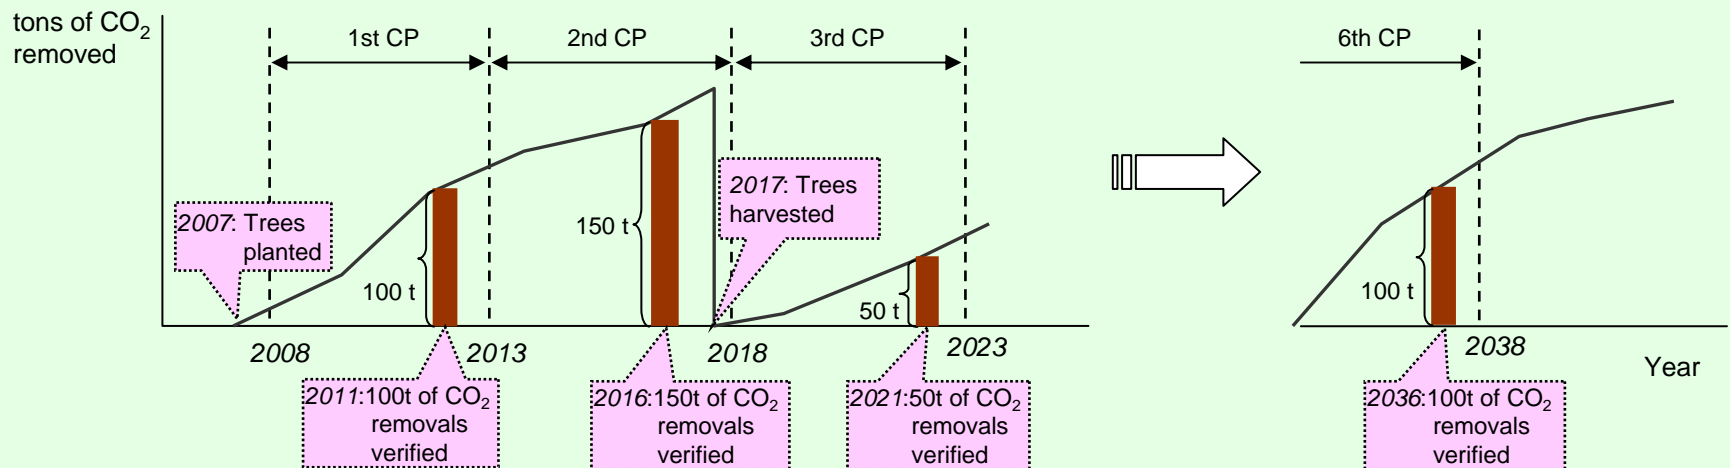 tons of CO2
removed
1st CP
2nd CP
3rd CP
6th CP
2007: Trees
planted
100 t
150 t
2017: Trees
harvested
50 t
100 t
2008
2013
2018
2023
2038
Year
2011:100t of CO2
removals
verified
2016:150t of CO2
removals
verified
2021:50t of CO2
removals
verified
2036:100t of CO2
removals
verified